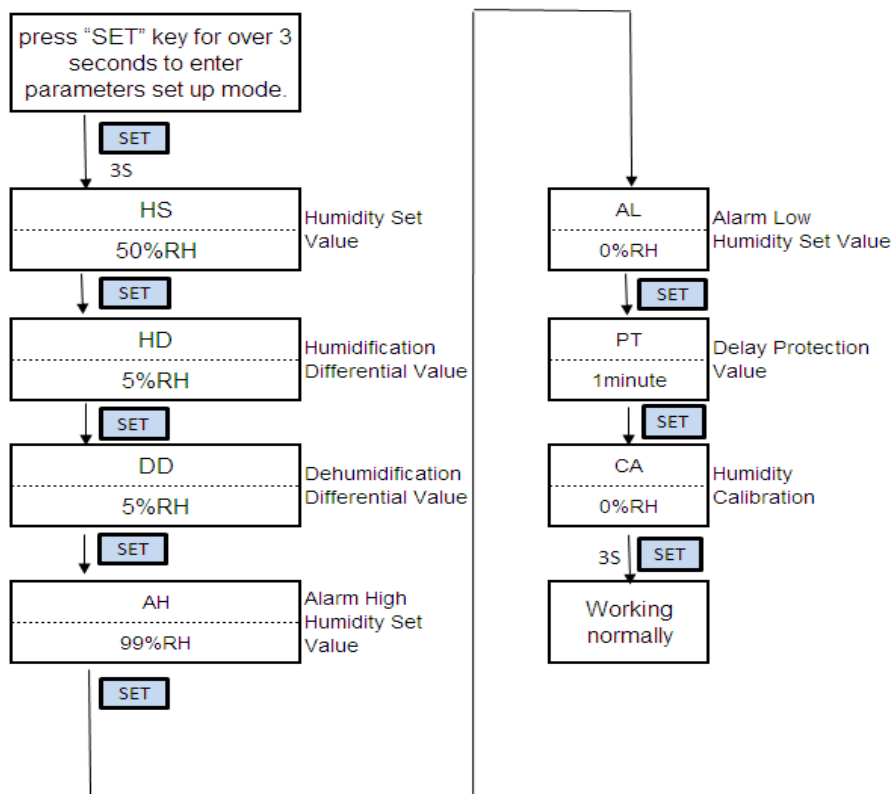 press “SET” key for over 3
seconds to enter
parameters set up mode.
SET
3S
HS
50%RH
Humidity Set
Value
SET
HD
5%RH
Humidification
Differential Value
SET
DD
5%RH
Dehumidification
Differential Value
SET
AH
99%RH
Alarm High
Humidity Set
Value
SET
AL
0%RH
Alarm Low
Humidity Set Value
SET
PT
1minute
Delay Protection
Value
SET
CA
0%RH
Humidity
Calibration
3S
SET
Working
normally